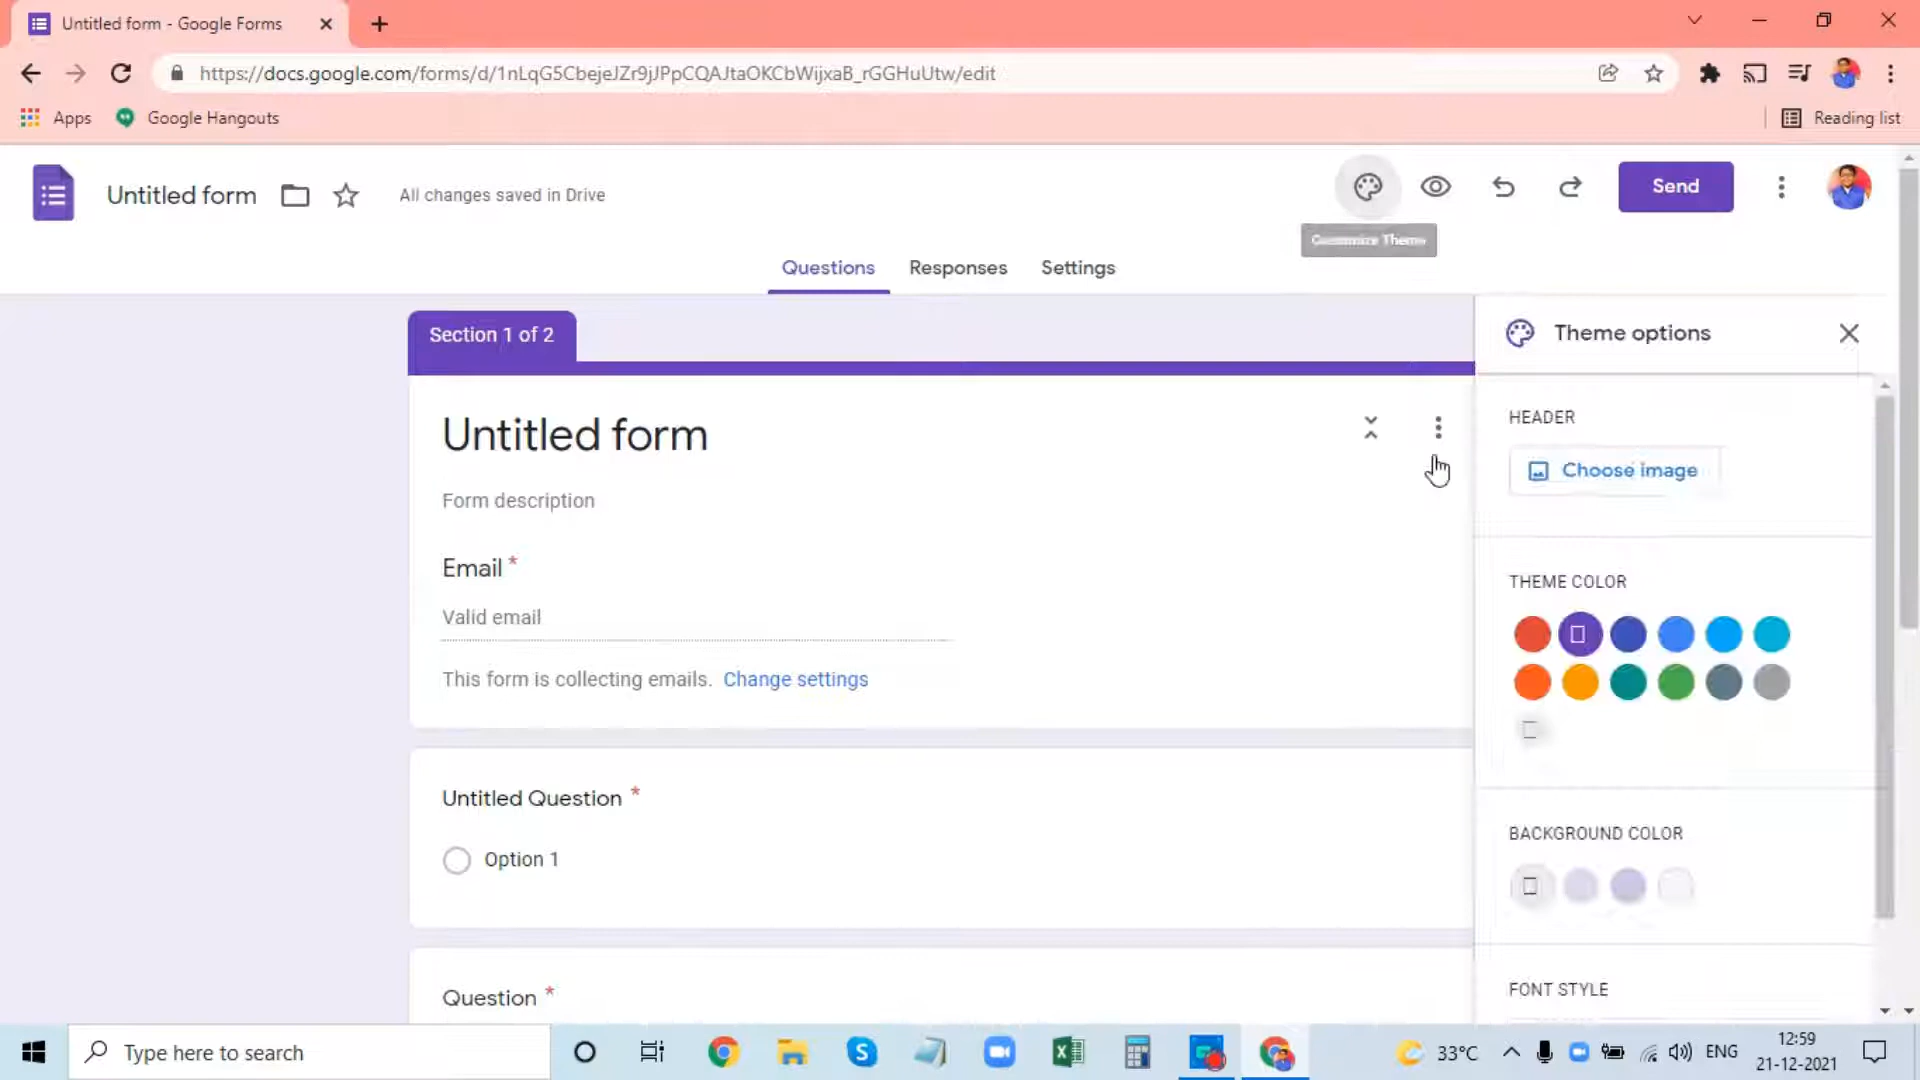 Untitled form - Google Forms
https://docs.google.com/forms/d/1nLqG5CbejeJZr9jJPpCQAJtaOKCbWijxaB_rGGHuUtw/edit
Apps
Google Hangouts
Reading list
Untitled form
All changes saved in Drive
Send
Customize Theme
Questions
Responses
Settings
Section 1 of 2
Theme options
Untitled form
HEADER
Choose image
Form description
Email *
Valid email
THEME COLOR
This form is collecting emails. Change settings
Untitled Question *
BACKGROUND COLOR
Option 1
Question *
FONT STYLE
Type here to search
33°C
ENG
12:59
21-12-2021